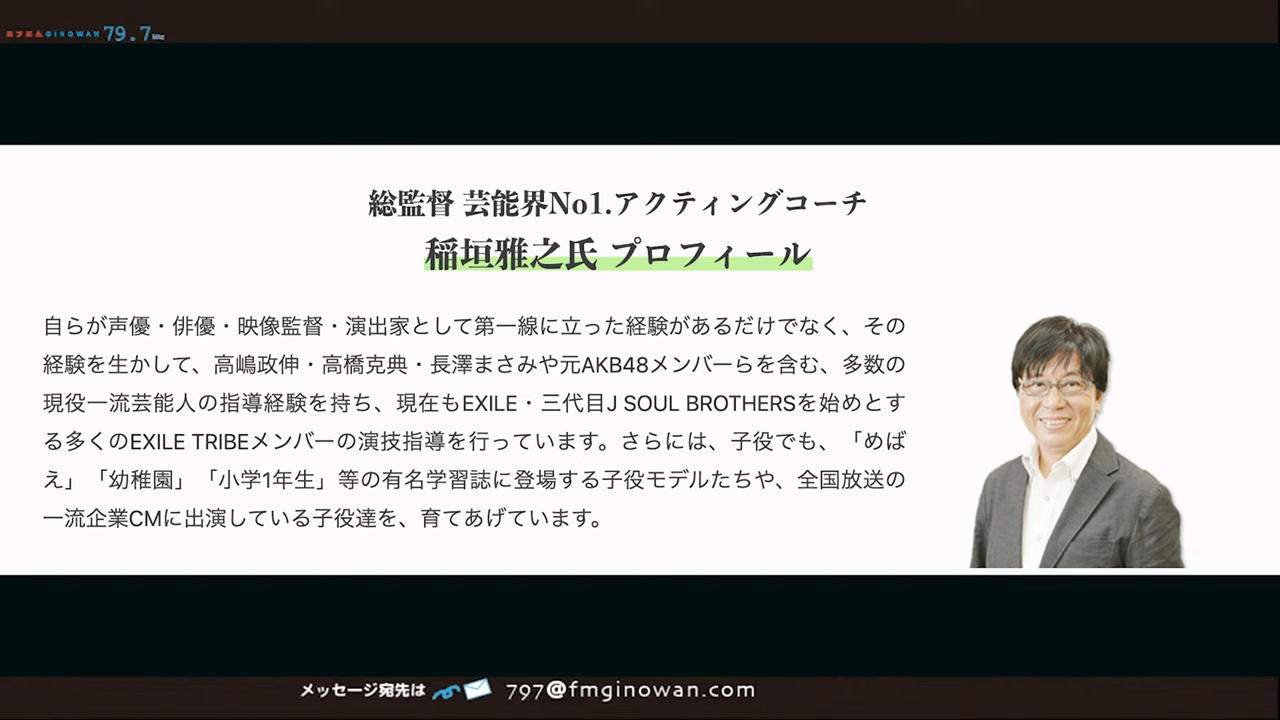 エフエムGINOWAN 79.7MHz
総監督 芸能界No1.アクティングコーチ
稲垣雅之氏 プロフィール
自らが声優・俳優・映像監督・演出家として第一線に立った経験があるだけでなく、その
経験を生かして、高嶋政伸・高橋克典・長澤まさみや元AKB48メンバーらを含む、多数の
現役一流芸能人の指導経験を持ち、現在もEXILE・三代目J SOUL BROTHERSを始めとす
る多くのEXILE TRIBEメンバーの演技指導を行っています。さらには、子役でも、「めば
え」「幼稚園」「小学1年生」等の有名学習誌に登場する子役モデルたちや、全国放送の
一流企業CMに出演している子役達を、育てあげています。
メッセージ宛先は 797@fmginowan.com